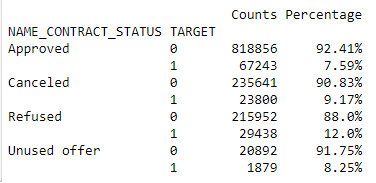 Counts Percentage
NAME_CONTRACT_STATUS TARGET
Approved 0 818856 92.41%
1 67243 7.59%
Canceled 0 235641 90.83%
1 23800 9.17%
Refused 0 215952 88.0%
1 29438 12.0%
Unused offer 0 20892 91.75%
1 1879 8.25%